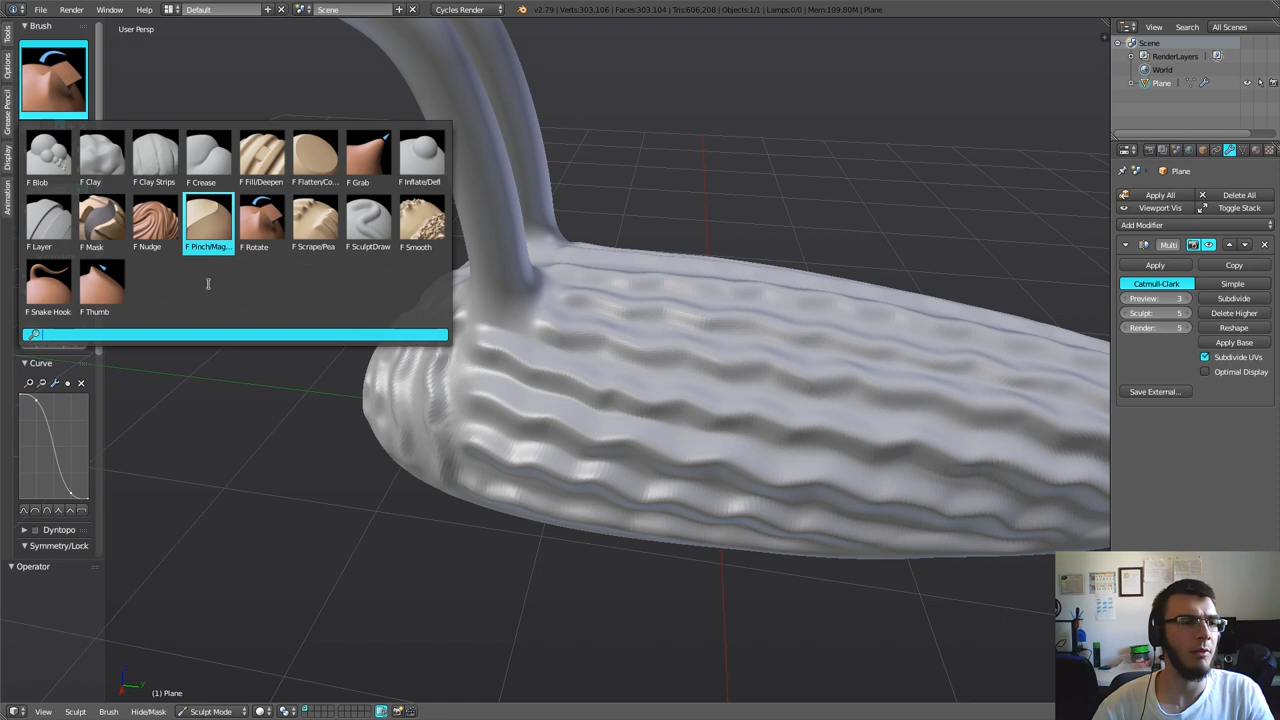 File Render Window Help Default Scene Cycles Render v2.79 | Verts:303,106 | Faces:303,104 | Tris:606,208 | Objects:1/1 | Lamps:0/0 | Mem:109.80M | Plane
Brush
User Persp
View Search All Scenes
Scene
RenderLayers
World
Plane
Tools
Options
Grease Pencil
Display
Animation
F Blob F Clay F Clay Strips F Crease F Fill/Deepen F Flatten/Co... F Grab F Inflate/Defl
F Layer F Mask F Nudge F Pinch/Mag... F Rotate F Scrape/Pea F SculptDraw F Smooth
F Snake Hook F Thumb
Curve
Dyntopo
Symmetry/Lock
Operator
Plane
Apply All Delete All
Viewport Vis Toggle Stack
Add Modifier
Multi
Apply Copy
Catmull-Clark Simple
Preview: 3 Subdivide
Sculpt: 5 Delete Higher
Render: 5 Reshape
Apply Base
Subdivide UVs
Optimal Display
Save External...
(1) Plane
View Sculpt Brush Hide/Mask Sculpt Mode